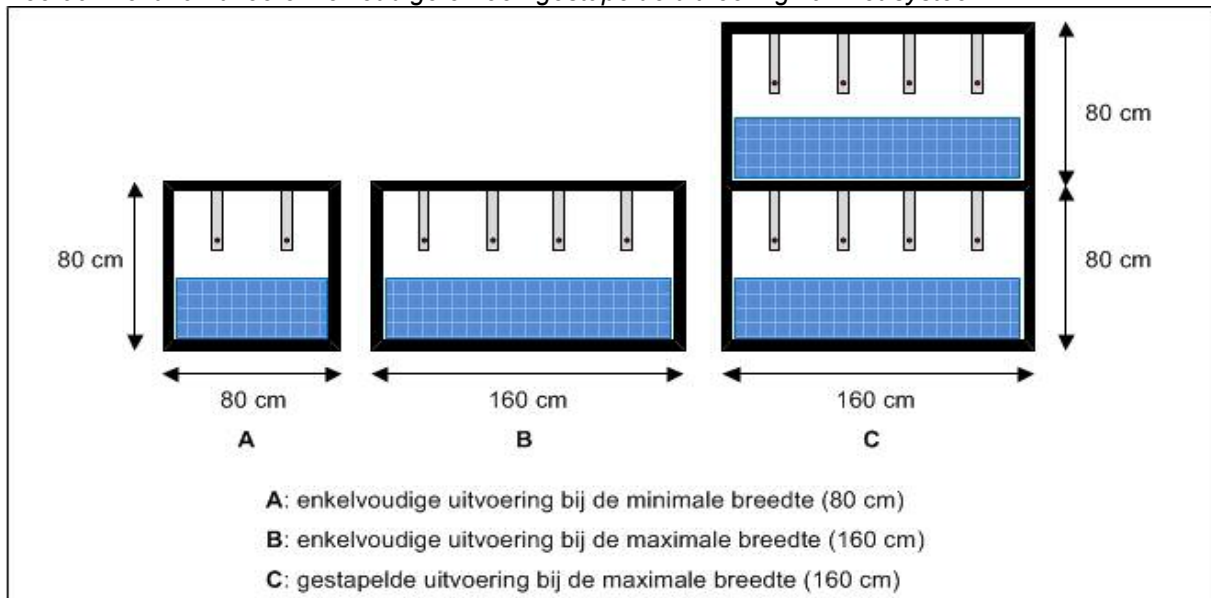 80 cm
80 cm
80 cm
80 cm
160 cm
160 cm
A
B
C
A: enkelvoudige uitvoering bij de minimale breedte (80 cm)
B: enkelvoudige uitvoering bij de maximale breedte (160 cm)
C: gestapelde uitvoering bij de maximale breedte (160 cm)